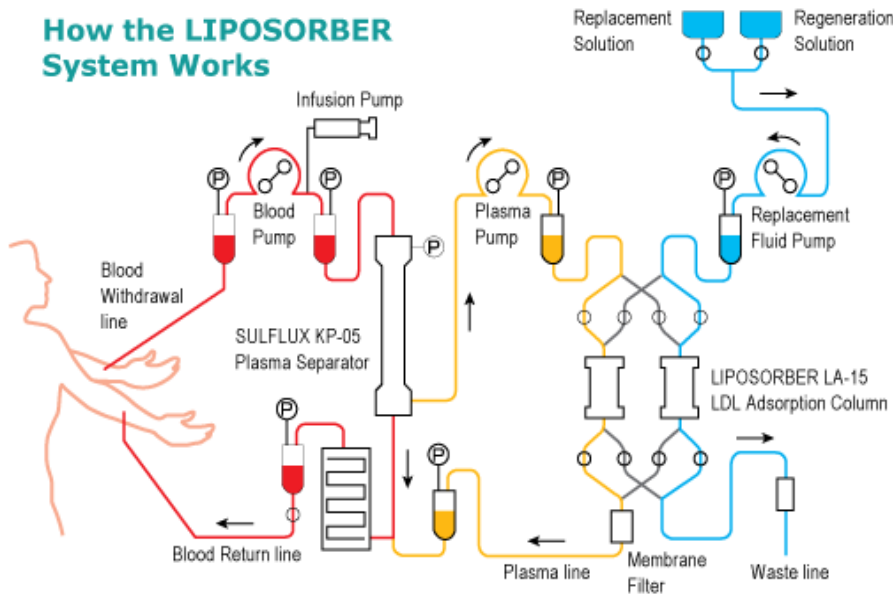 How the LIPOSORBER
System Works
Replacement
Solution
Regeneration
Solution
Infusion Pump
P
P
P
P
Blood
Pump
Plasma
Pump
Replacement
Fluid Pump
P
Blood
Withdrawal
line
SULFLUX KP-05
Plasma Separator
LIPOSORBER LA-15
LDL Adsorption Column
P
P
Blood Return line
Plasma line
Membrane
Filter
Waste line